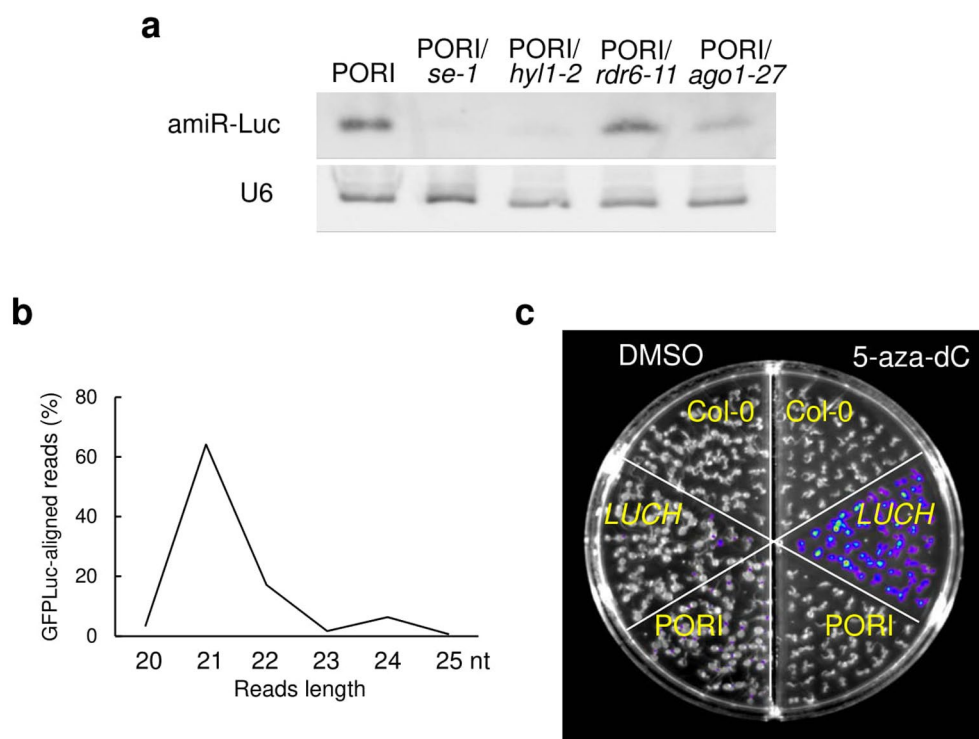 a
PORI
PORI/
se-1
PORI/
hyl1-2
PORI/
rdr6-11
PORI/
ago1-27
amiR-Luc
U6
b
GFPLuc-aligned reads (%)
80
60
40
20
0
20 21 22 23 24 25 nt
Reads length
c
DMSO 5-aza-dC
Col-0 Col-0
LUCH LUCH
PORI PORI